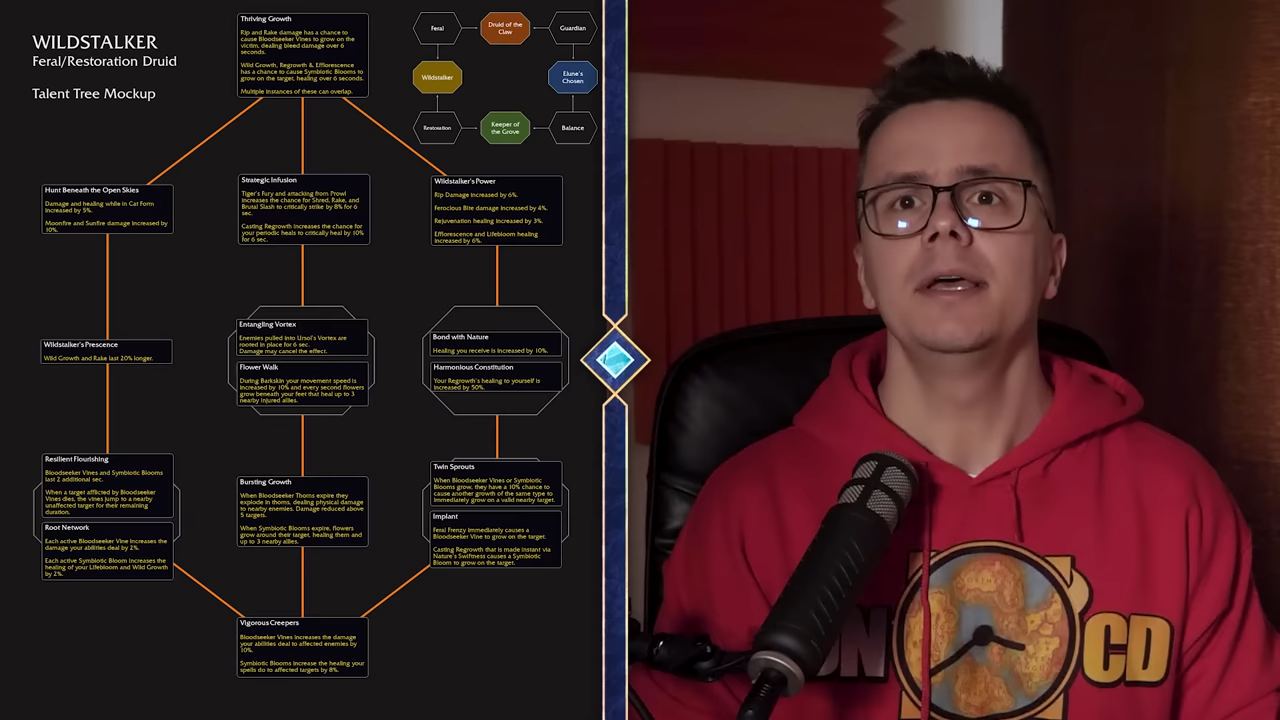 WILDSTALKER
Feral/Restoration Druid
Talent Tree Mockup
Thriving Growth
Rip and Rake damage has a chance to
cause Bloodseeker Vines to grow on the
victim, dealing bleed damage over 6
seconds.
Wild Growth, Regrowth & Efflorescence
has a chance to cause Symbiotic Blooms to
grow on the target, healing over 6 seconds.
Multiple instances of these can overlap.
Feral
Druid of the
Claw
Guardian
Wildstalker
Elune's
Chosen
Restoration
Keeper of
the Grove
Balance
Hunt Beneath the Open Skies
Damage and healing while in Cat Form
increased by 5%.
Moonfire and Sunfire damage increased by
10%.
Strategic Infusion
Tiger's Fury and attacking from Prowl
increases the chance for Shred, Rake, and
Brutal Slash to critically strike by 8% for 6
sec.
Casting Regrowth increases the chance for
your periodic heals to critically heal by 10%
for 6 sec.
Wildstalker's Power
Rip Damage increased by 6%.
Ferocious Bite damage increased by 4%.
Rejuvenation healing increased by 3%.
Efflorescence and Lifebloom healing
increased by 6%.
Wildstalker's Prescence
Wild Growth and Rake last 20% longer.
Entangling Vortex
Enemies pulled into Ursol's Vortex are
rooted in place for 6 sec.
Damage may cancel the effect.
Flower Walk
During Barkskin your movement speed is
increased by 10% and every second flowers
grow beneath your feet that heal up to 3
nearby injured allies.
Bond with Nature
Healing you receive is increased by 10%.
Harmonious Constitution
Your Regrowth's healing to yourself is
increased by 50%.
Resilient Flourishing
Bloodseeker Vines and Symbiotic Blooms
last 2 additional sec.
When a target afflicted by Bloodseeker
Vines dies, the vines jump to a nearby
unaffected target for their remaining
duration.
Root Network
Each active Bloodseeker Vine increases the
damage your abilities deal by 2%.
Each active Symbiotic Bloom increases the
healing of your Lifebloom and Wild Growth
by 2%.
Bursting Growth
When Bloodseeker Thorns expire they
explode in thorns, dealing physical damage
to nearby enemies. Damage reduced above
5 targets.
When Symbiotic Blooms expire, flowers
grow around their target, healing them and
up to 3 nearby allies.
Twin Sprouts
When Bloodseeker Vines or Symbiotic
Blooms grow, they have a 10% chance to
cause another growth of the same type to
immediately grow on a valid nearby target.
Implant
Feral Frenzy immediately causes a
Bloodseeker Vine to grow on the target.
Casting Regrowth that is made instant via
Nature's Swiftness causes a Symbiotic
Bloom to grow on the target.
Vigorous Creepers
Bloodseeker Vines increases the damage
your abilities deal to affected enemies by
10%.
Symbiotic Blooms increase the healing your
spells do to affected targets by 8%.
CD